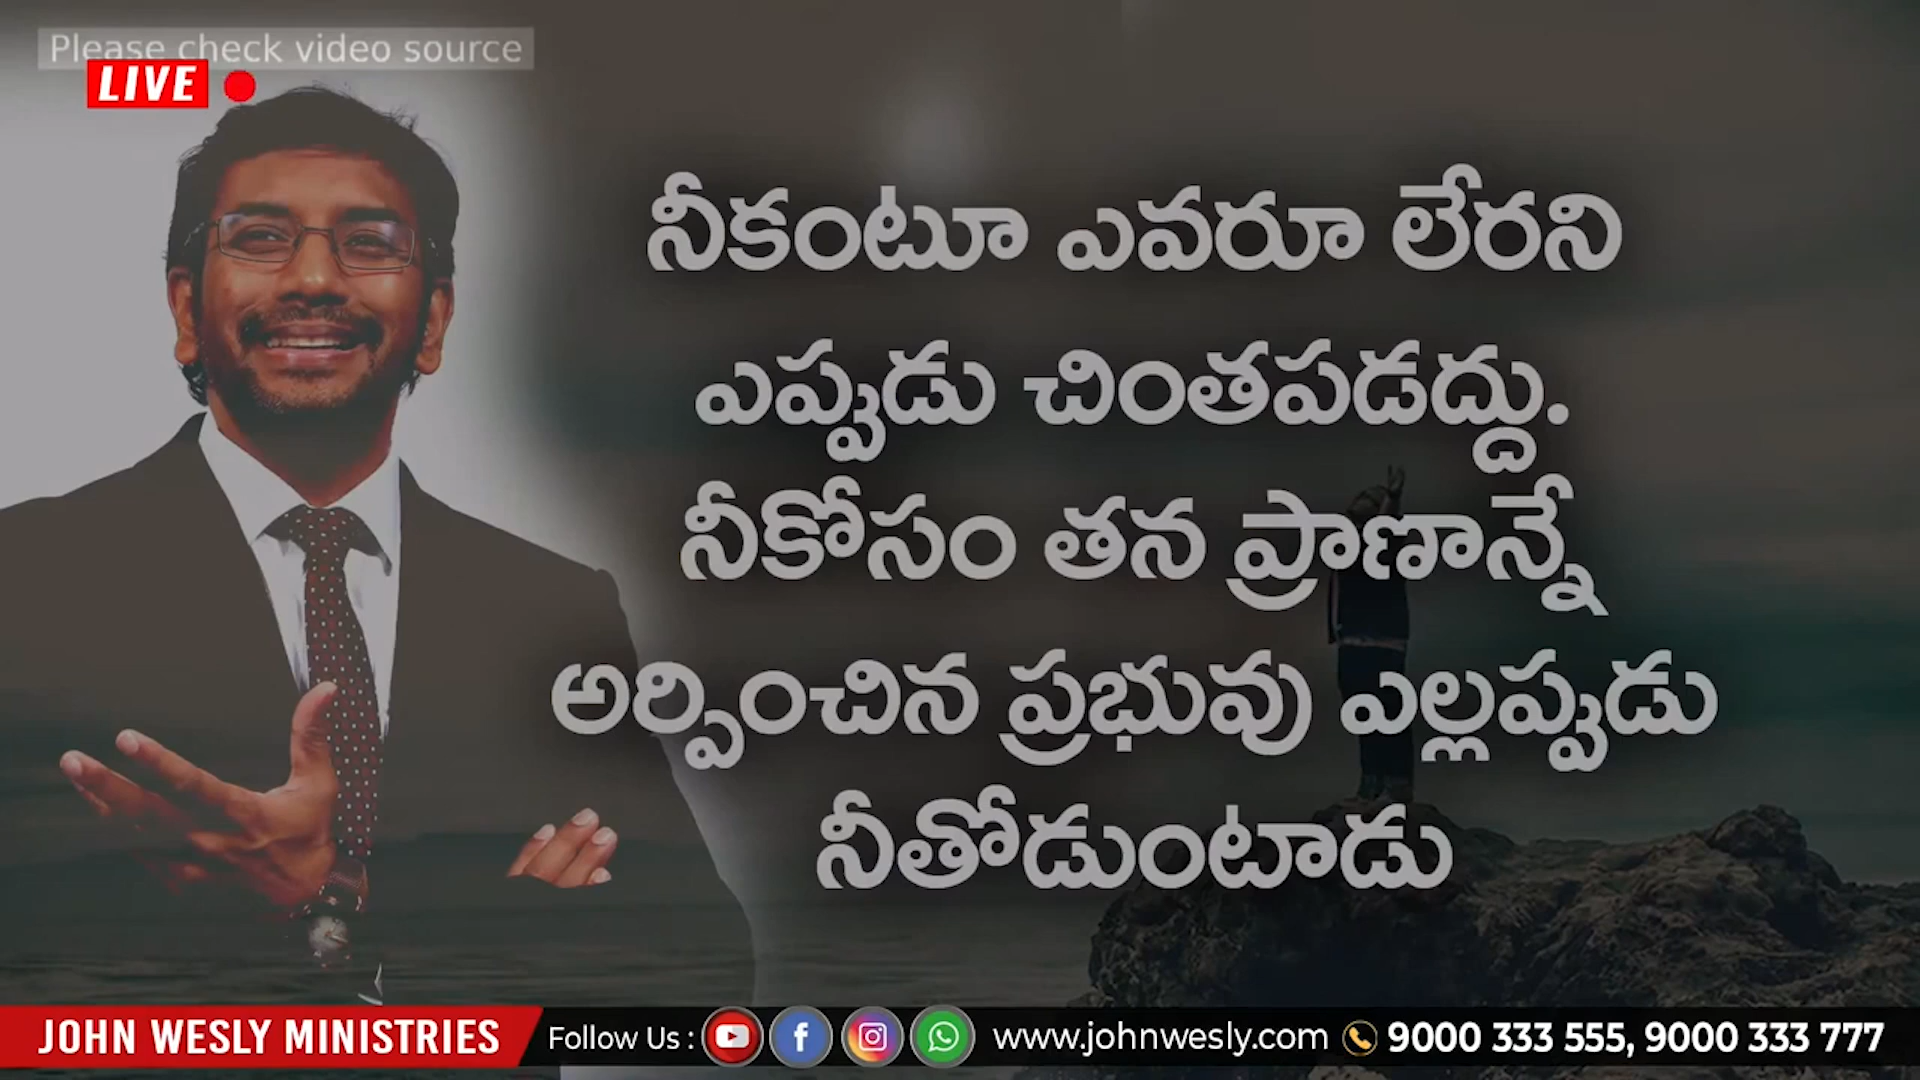 Please check video source
LIVE
నీకంటూ ఎవరూ లేరని
ఎప్పుడు చింతపడద్దు.
నీకోసం తన ప్రాణాన్నే
అర్పించిన ప్రభువు ఎల్లప్పుడు
నీతోడుంటాడు
JOHN WESLY MINISTRIES
Follow Us :
www.johnwesly.com
9000 333 555, 9000 333 777